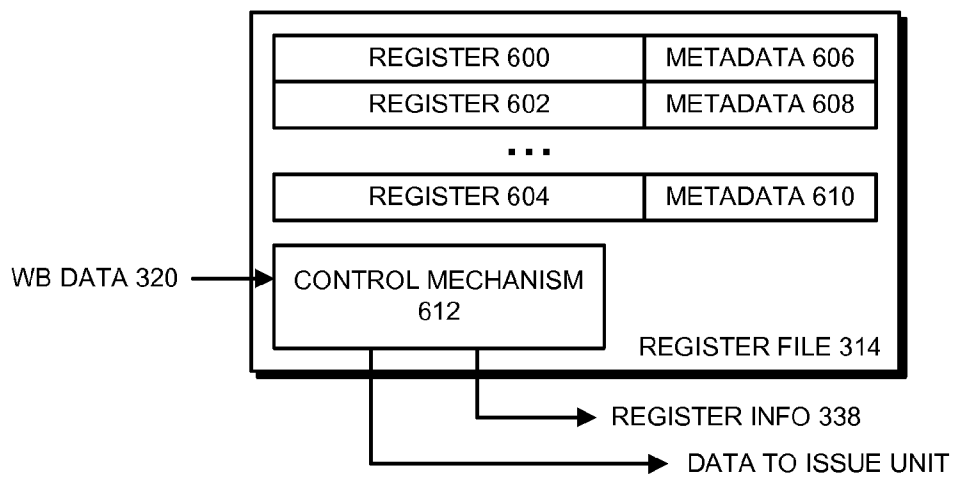 REGISTER 600 METADATA 606
REGISTER 602 METADATA 608
...
REGISTER 604 METADATA 610
WB DATA 320
CONTROL MECHANISM
612
REGISTER FILE 314
REGISTER INFO 338
DATA TO ISSUE UNIT